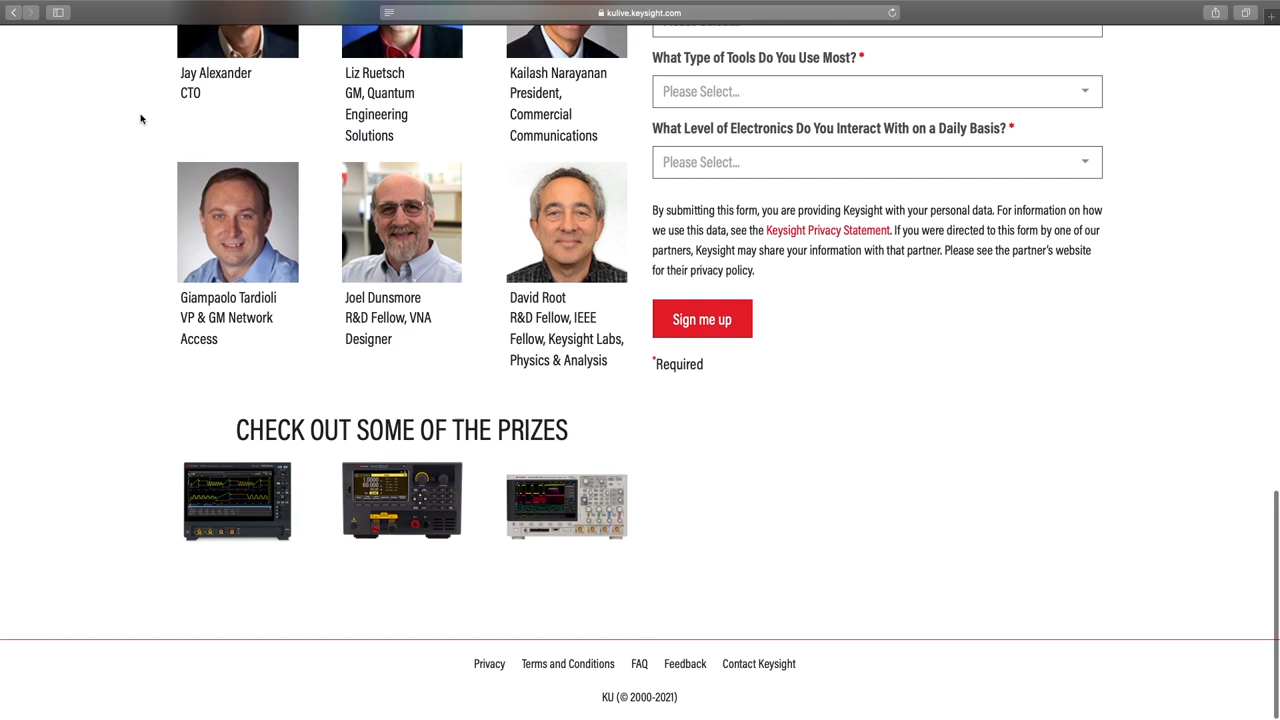 kulive.keysight.com
Jay Alexander
CTO
Liz Ruetsch
GM, Quantum
Engineering
Solutions
Kailash Narayanan
President,
Commercial
Communications
Giampaolo Tardioli
VP & GM Network
Access
Joel Dunsmore
R&D Fellow, VNA
Designer
David Root
R&D Fellow, IEEE
Fellow, Keysight Labs,
Physics & Analysis
CHECK OUT SOME OF THE PRIZES
What Type of Tools Do You Use Most? *
Please Select...
What Level of Electronics Do You Interact With on a Daily Basis? *
Please Select...
By submitting this form, you are providing Keysight with your personal data. For information on how
we use this data, see the Keysight Privacy Statement. If you were directed to this form by one of our
partners, Keysight may share your information with that partner. Please see the partner's website
for their privacy policy.
Sign me up
*Required
Privacy Terms and Conditions FAQ Feedback Contact Keysight
KU (© 2000-2021)